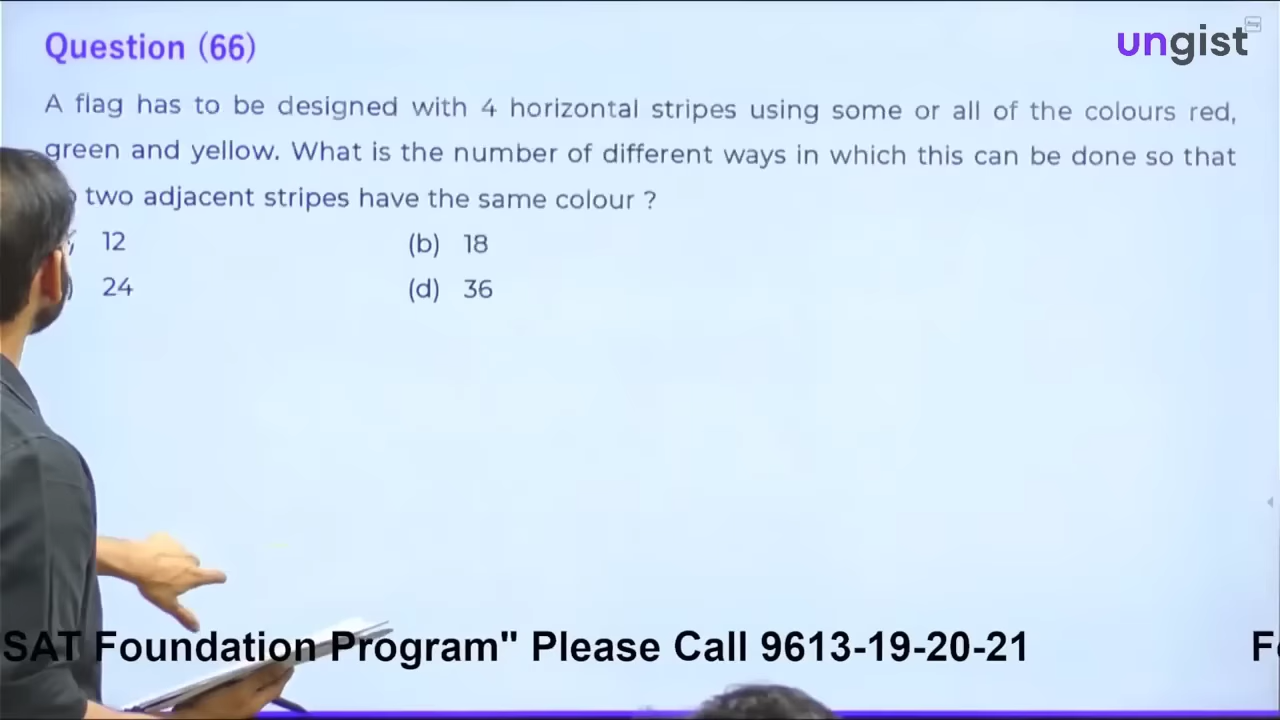 Question (66)
ungist
A flag has to be designed with 4 horizontal stripes using some or all of the colours red,
green and yellow. What is the number of different ways in which this can be done so that
two adjacent stripes have the same colour ?
12
(b) 18
) 24
(d) 36
SAT Foundation Program" Please Call 9613-19-20-21